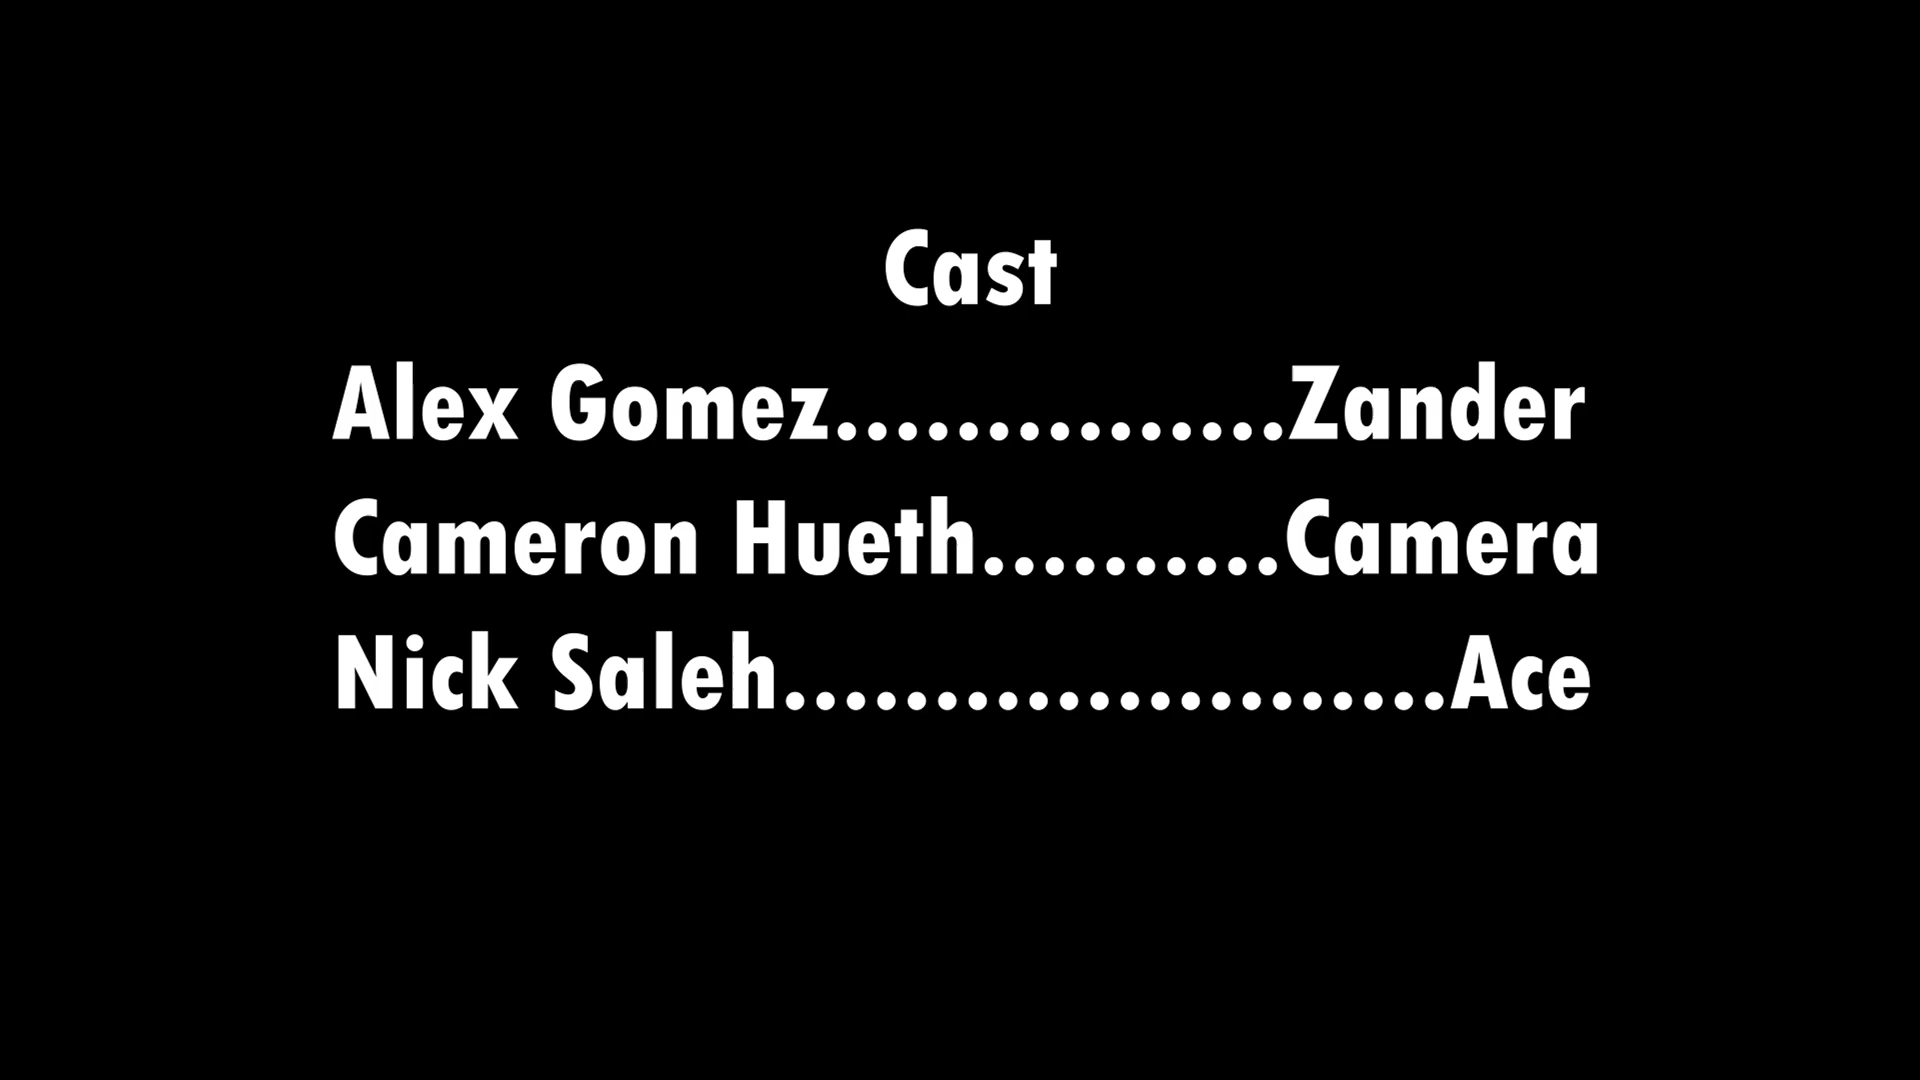 Cast
Alex Gomez...............Zander
Cameron Hueth..........Camera
Nick Saleh......................Ace